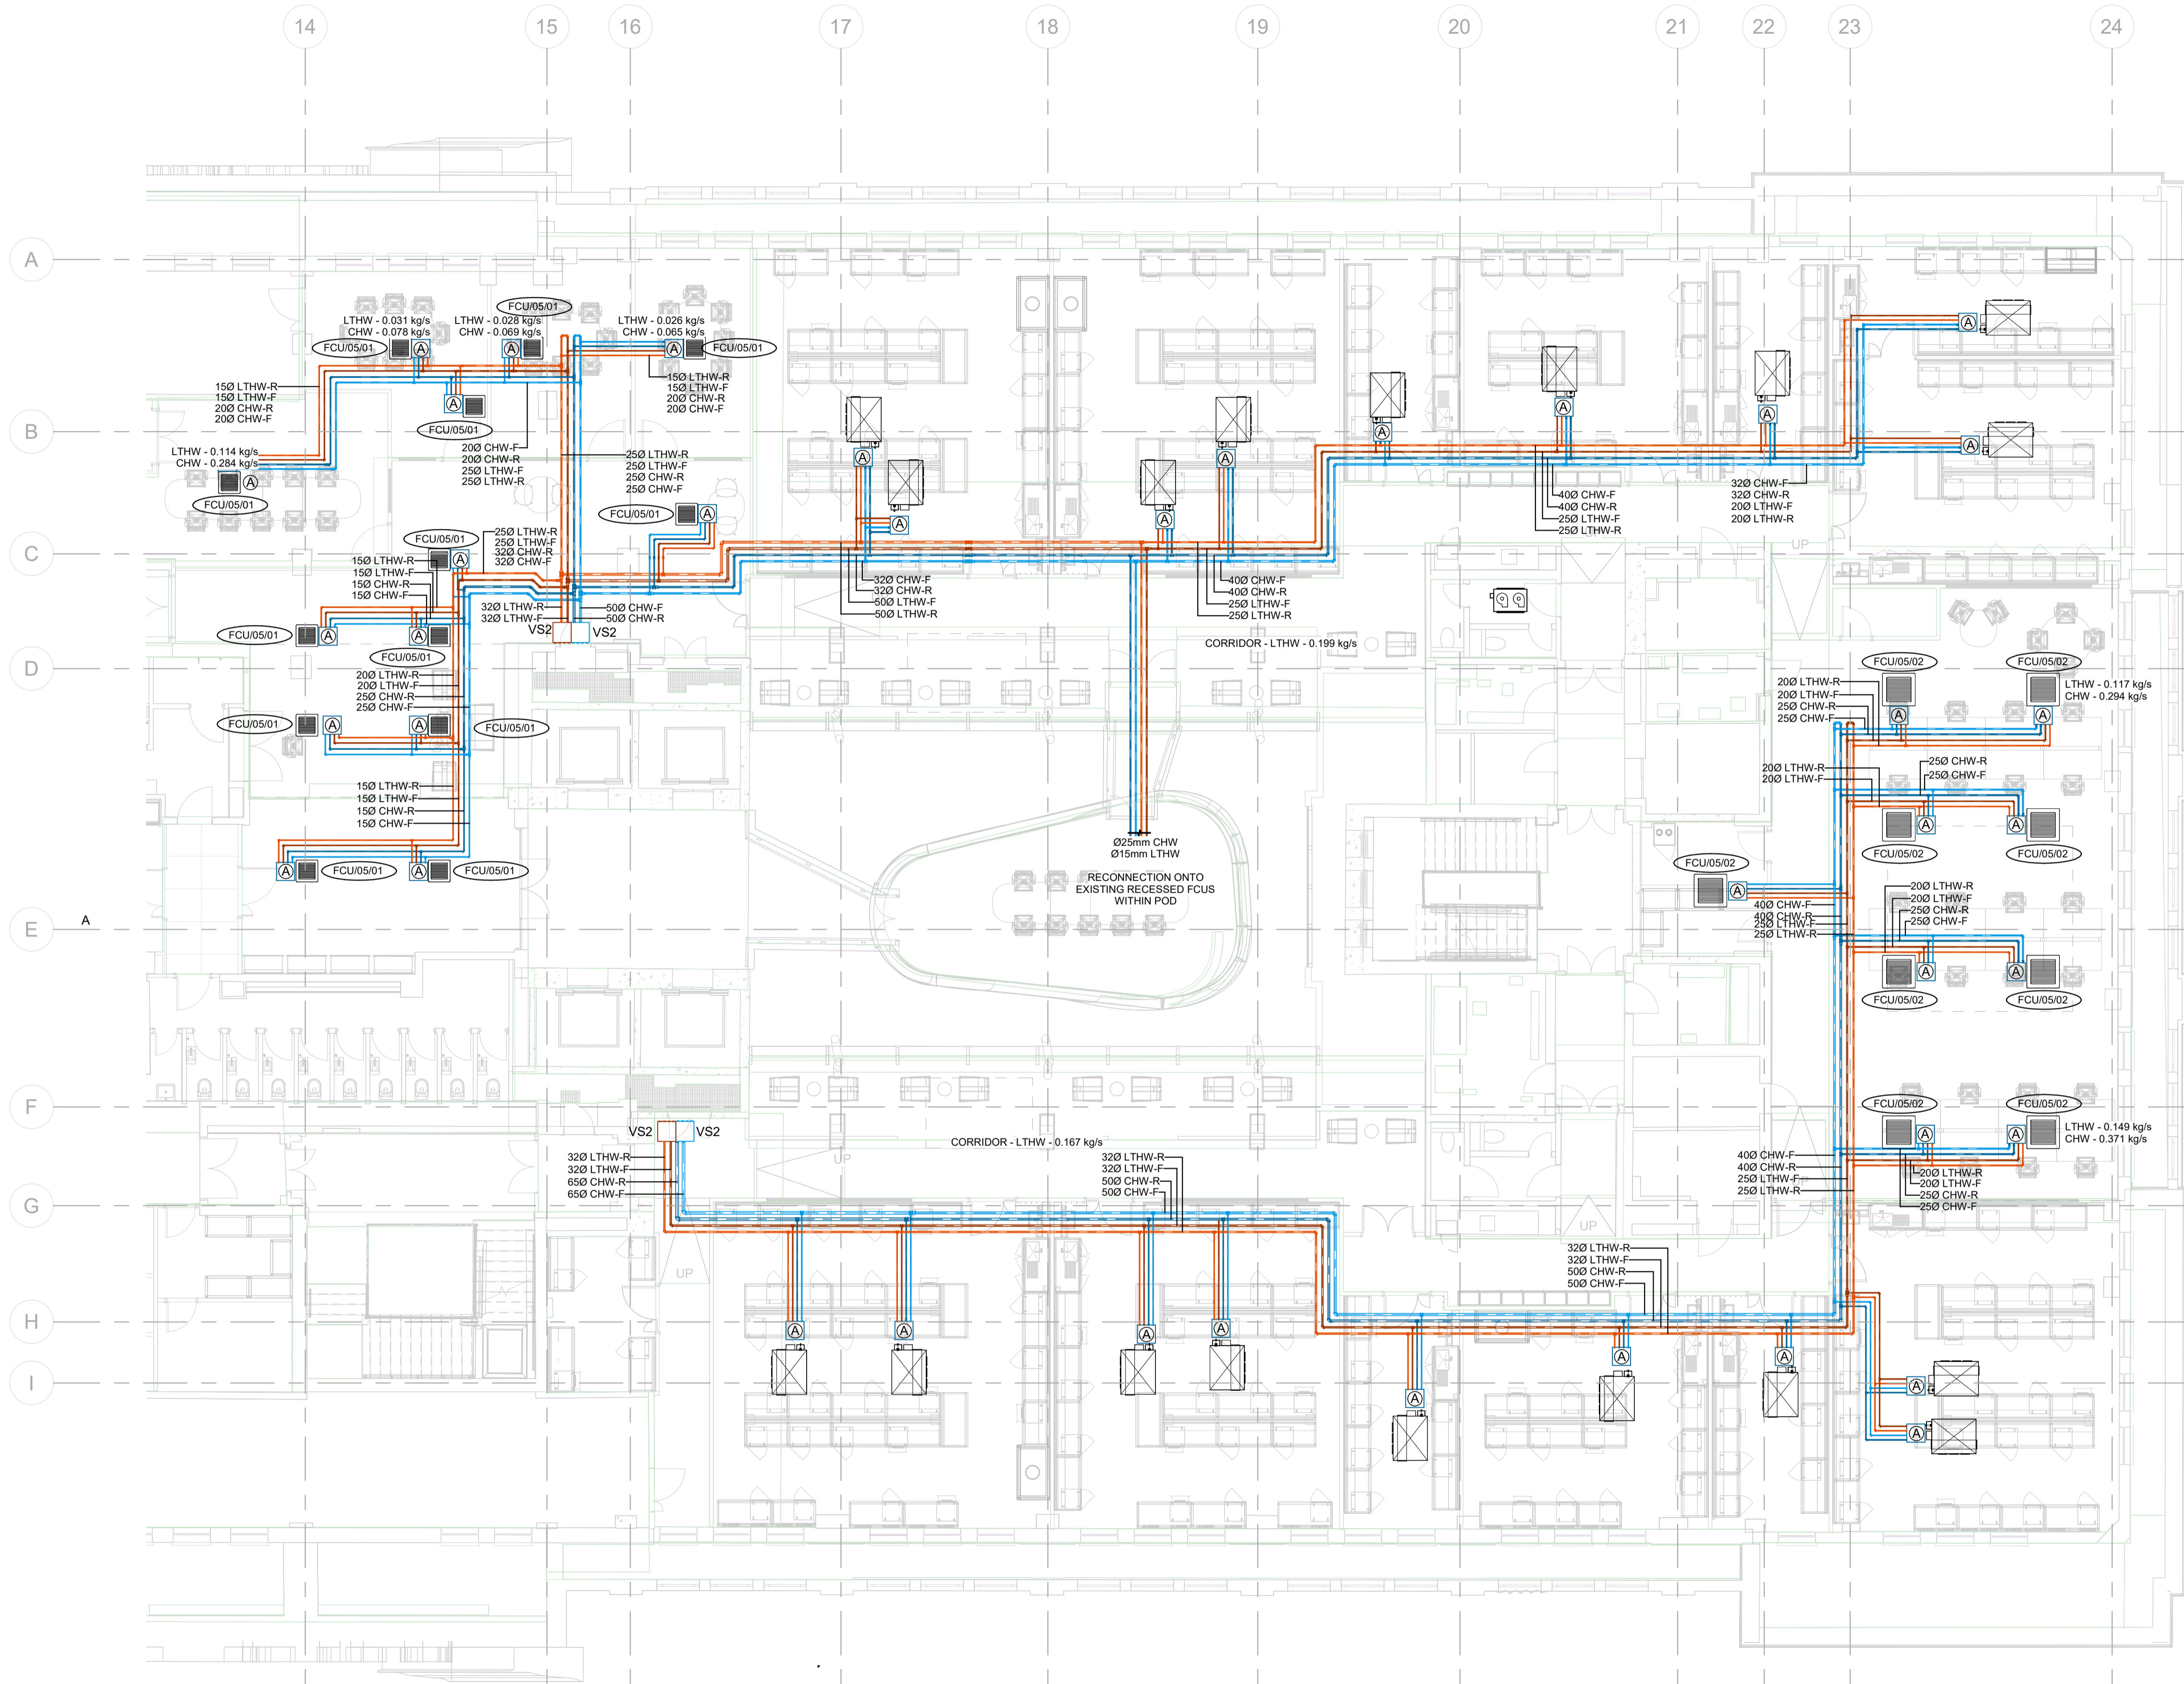 14
15
16
17
18
19
20
21
22
23
24
A
B
C
D
E
F
G
H
I
A
FCU/05/01
LTHW - 0.031 kg/s
CHW - 0.078 kg/s
LTHW - 0.028 kg/s
CHW - 0.069 kg/s
LTHW - 0.026 kg/s
CHW - 0.065 kg/s
FCU/05/01
A
A
A
FCU/05/01
15Ø LTHW-R
15Ø LTHW-F
20Ø CHW-R
20Ø CHW-F
15Ø LTHW-R
15Ø LTHW-F
20Ø CHW-R
20Ø CHW-F
A
FCU/05/01
LTHW - 0.114 kg/s
CHW - 0.284 kg/s
A
FCU/05/01
20Ø CHW-F
20Ø CHW-R
25Ø LTHW-F
25Ø LTHW-R
25Ø LTHW-R
25Ø LTHW-F
25Ø CHW-R
25Ø CHW-F
FCU/05/01
A
FCU/05/01
A
25Ø LTHW-R
25Ø LTHW-F
32Ø CHW-R
32Ø CHW-F
15Ø LTHW-R
15Ø LTHW-F
15Ø CHW-R
15Ø CHW-F
32Ø LTHW-R
32Ø LTHW-F
50Ø CHW-F
50Ø CHW-R
VS2
VS2
FCU/05/01
A
A
FCU/05/01
20Ø LTHW-R
20Ø LTHW-F
25Ø CHW-R
25Ø CHW-F
FCU/05/01
A
A
FCU/05/01
15Ø LTHW-R
15Ø LTHW-F
15Ø CHW-R
15Ø CHW-F
A
FCU/05/01
A
FCU/05/01
A
A
A
A
A
A
A
A
A
32Ø CHW-F
32Ø CHW-R
50Ø LTHW-F
50Ø LTHW-R
40Ø CHW-F
40Ø CHW-R
25Ø LTHW-F
25Ø LTHW-R
40Ø CHW-F
40Ø CHW-R
25Ø LTHW-F
25Ø LTHW-R
32Ø CHW-F
32Ø CHW-R
20Ø LTHW-F
20Ø LTHW-R
UP
CORRIDOR - LTHW - 0.199 kg/s
Ø25mm CHW
Ø15mm LTHW
RECONNECTION ONTO
EXISTING RECESSED FCUS
WITHIN POD
FCU/05/02
FCU/05/02
LTHW - 0.117 kg/s
CHW - 0.294 kg/s
20Ø LTHW-R
20Ø LTHW-F
25Ø CHW-R
25Ø CHW-F
A
A
20Ø LTHW-R
20Ø LTHW-F
25Ø CHW-R
25Ø CHW-F
A
A
FCU/05/02
FCU/05/02
FCU/05/02
A
20Ø LTHW-R
20Ø LTHW-F
25Ø CHW-R
25Ø CHW-F
40Ø CHW-F
40Ø CHW-R
25Ø LTHW-F
25Ø LTHW-R
A
A
FCU/05/02
FCU/05/02
FCU/05/02
FCU/05/02
A
A
LTHW - 0.149 kg/s
CHW - 0.371 kg/s
40Ø CHW-F
40Ø CHW-R
25Ø LTHW-F
25Ø LTHW-R
UP
20Ø LTHW-R
20Ø LTHW-F
25Ø CHW-R
25Ø CHW-F
VS2
VS2
CORRIDOR - LTHW - 0.167 kg/s
UP
32Ø LTHW-R
32Ø LTHW-F
65Ø CHW-R
65Ø CHW-F
32Ø LTHW-R
32Ø LTHW-F
50Ø CHW-R
50Ø CHW-F
UP
UP
32Ø LTHW-R
32Ø LTHW-F
50Ø CHW-R
50Ø CHW-F
A
A
A
A
A
A
A
A
A